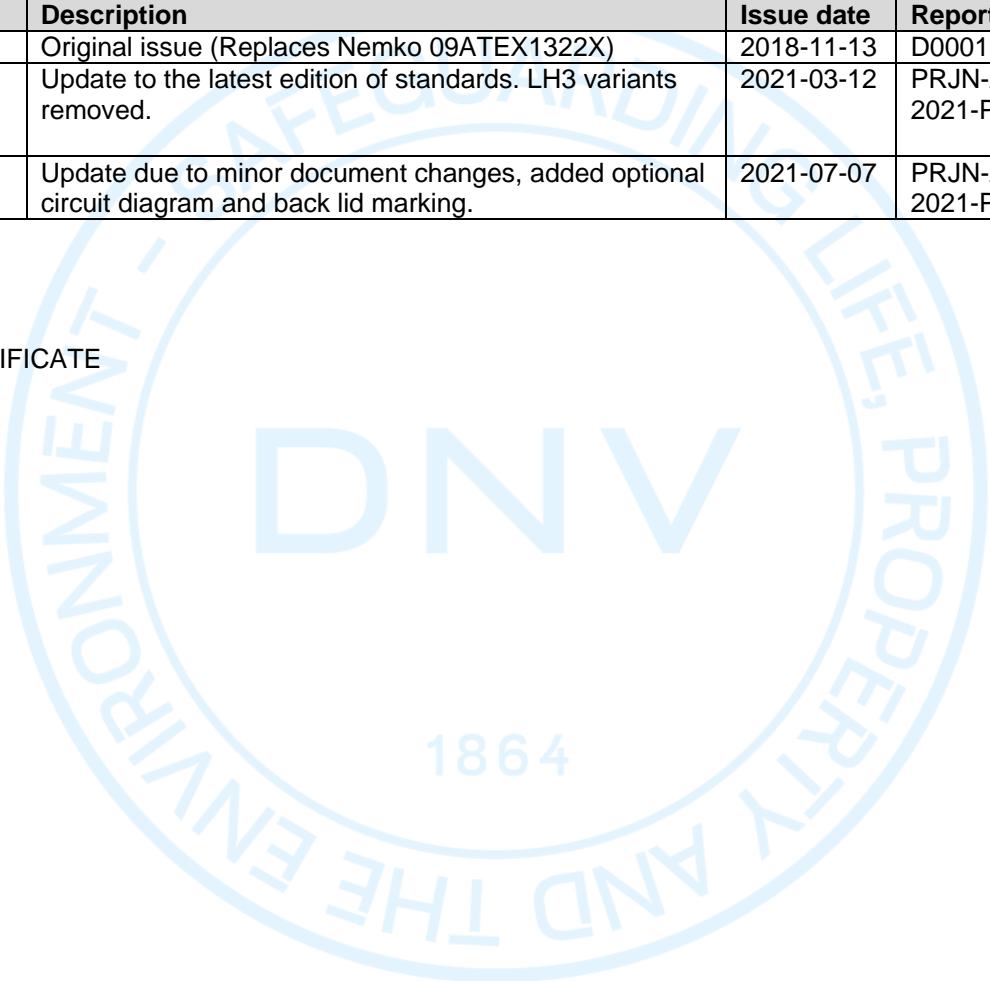 Description Issue date Report
Original issue (Replaces Nemko 09ATEX1322X) 2018-11-13 D0001
Update to the latest edition of standards. LH3 variants 2021-03-12 PRJN-
removed. 2021-P
Update due to minor document changes, added optional 2021-07-07 PRJN-
circuit diagram and back lid marking. 2021-P
IFICATE
SAFEGUARDING LIFE, PROPERTY AND THE ENVIRONMENT -
DNV
1864